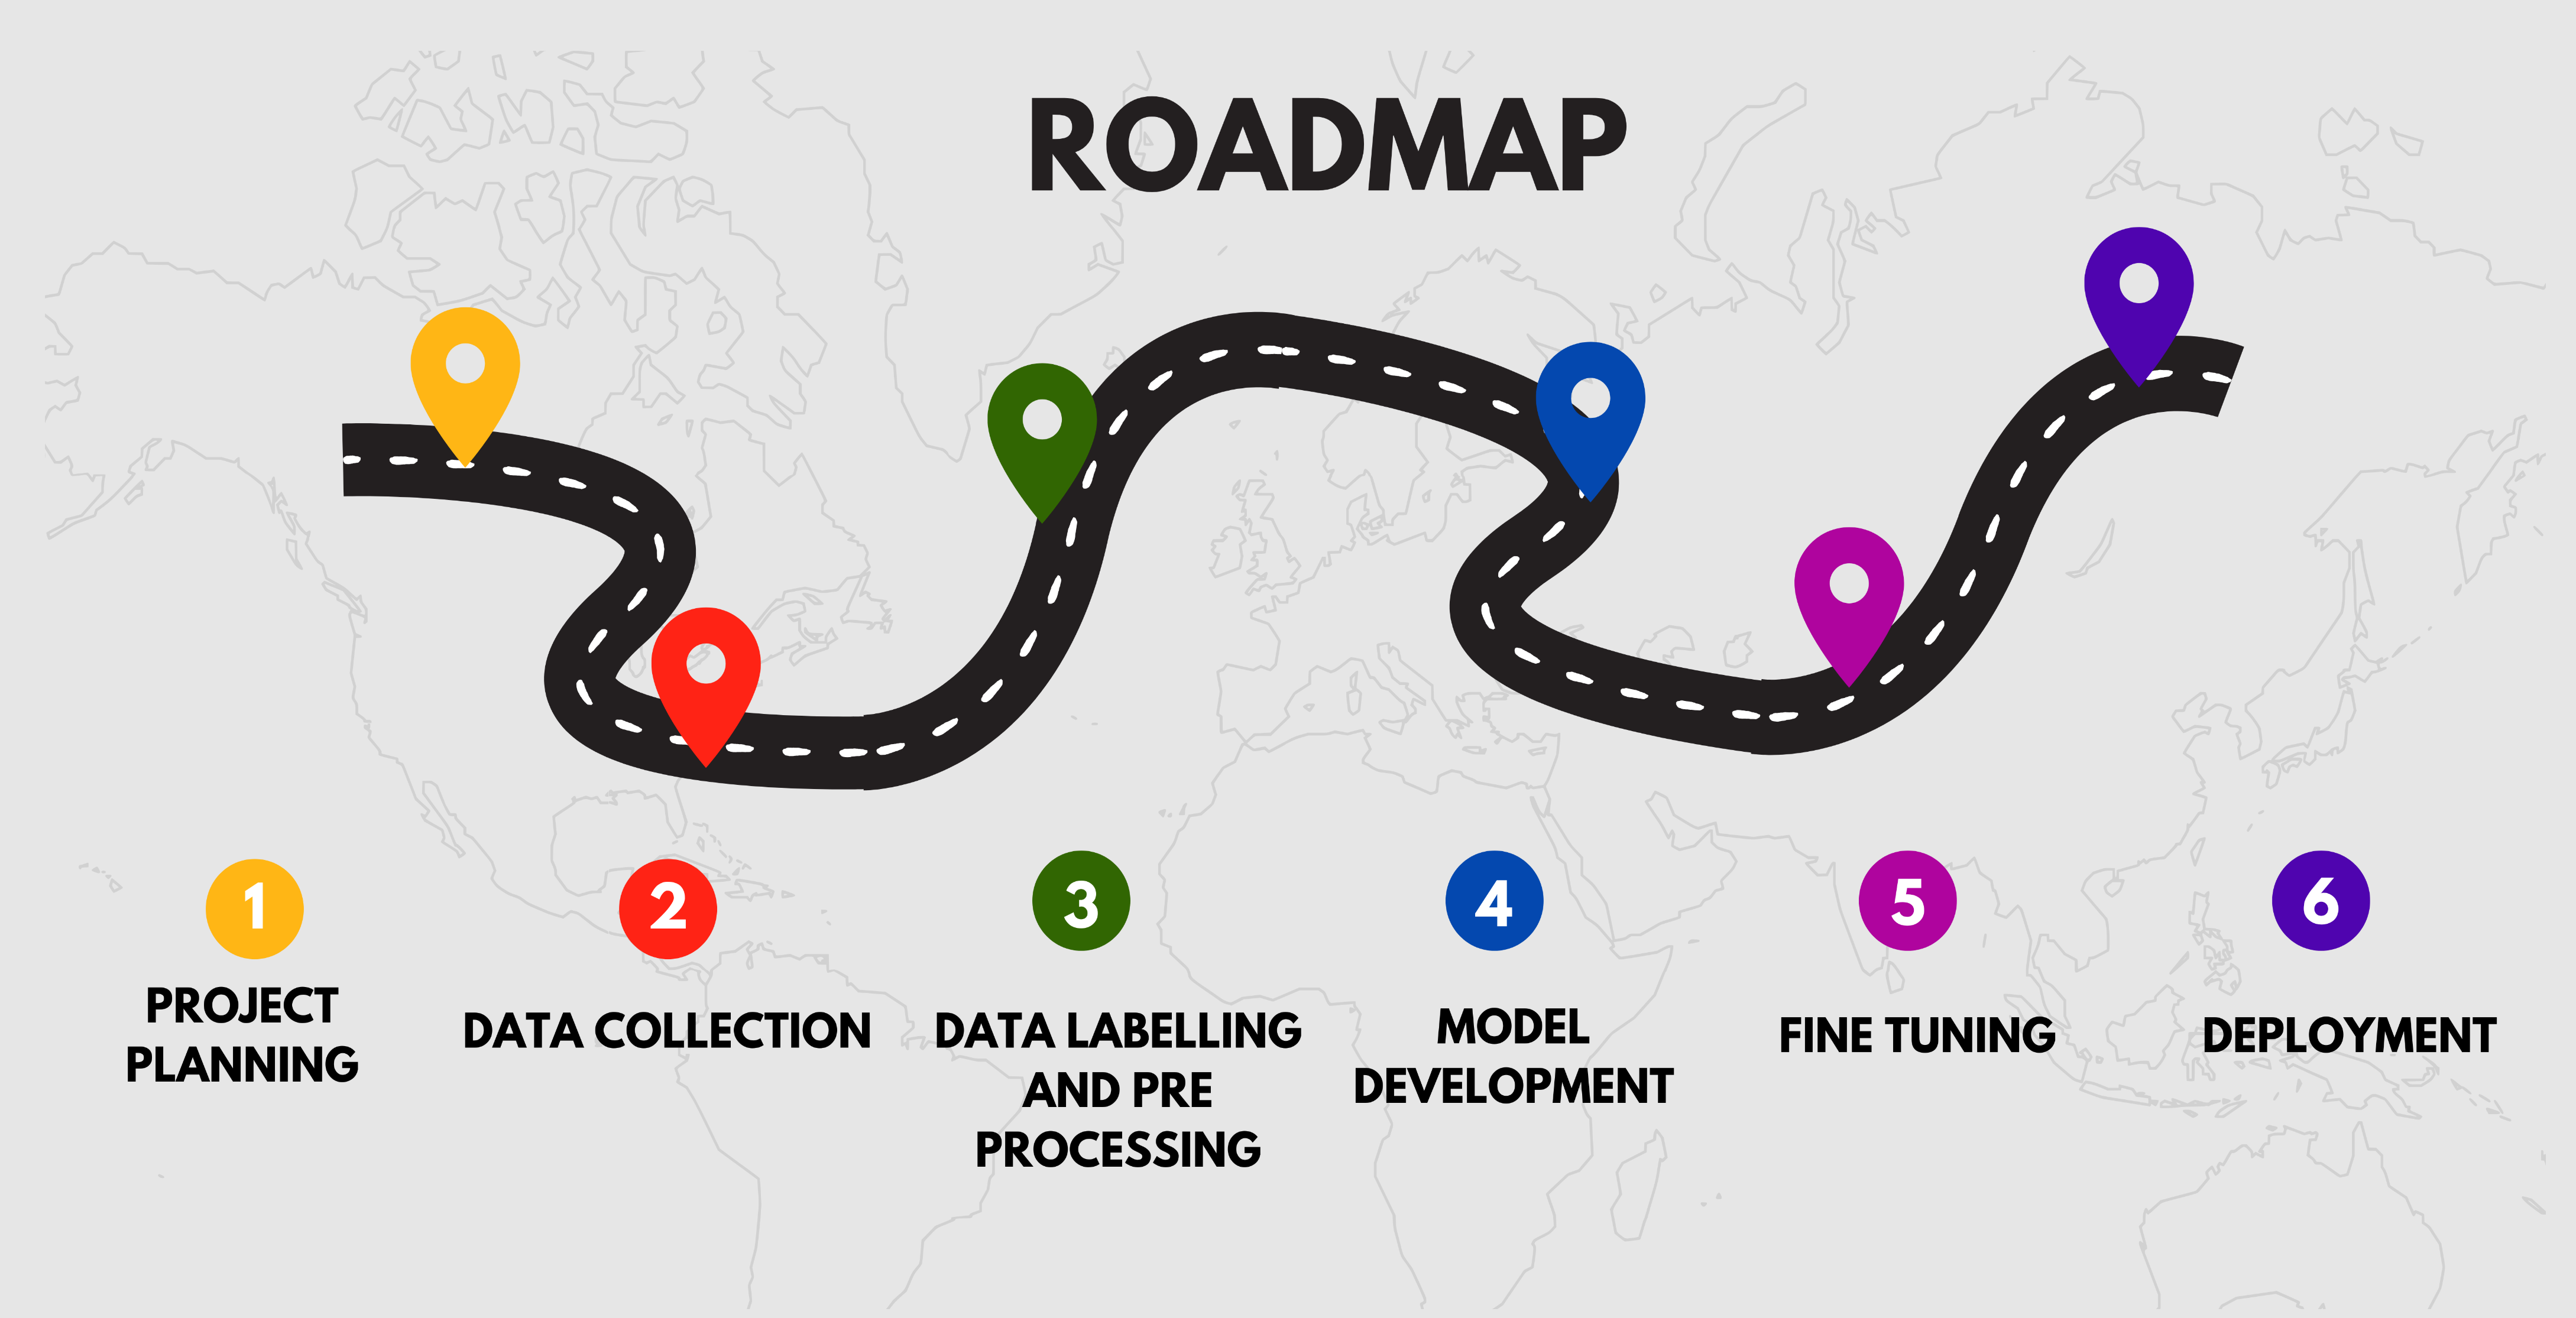 ROADMAP
1
PROJECT
PLANNING
2
DATA COLLECTION
3
DATA LABELLING
AND PRE
PROCESSING
4
MODEL
DEVELOPMENT
5
FINE TUNING
6
DEPLOYMENT